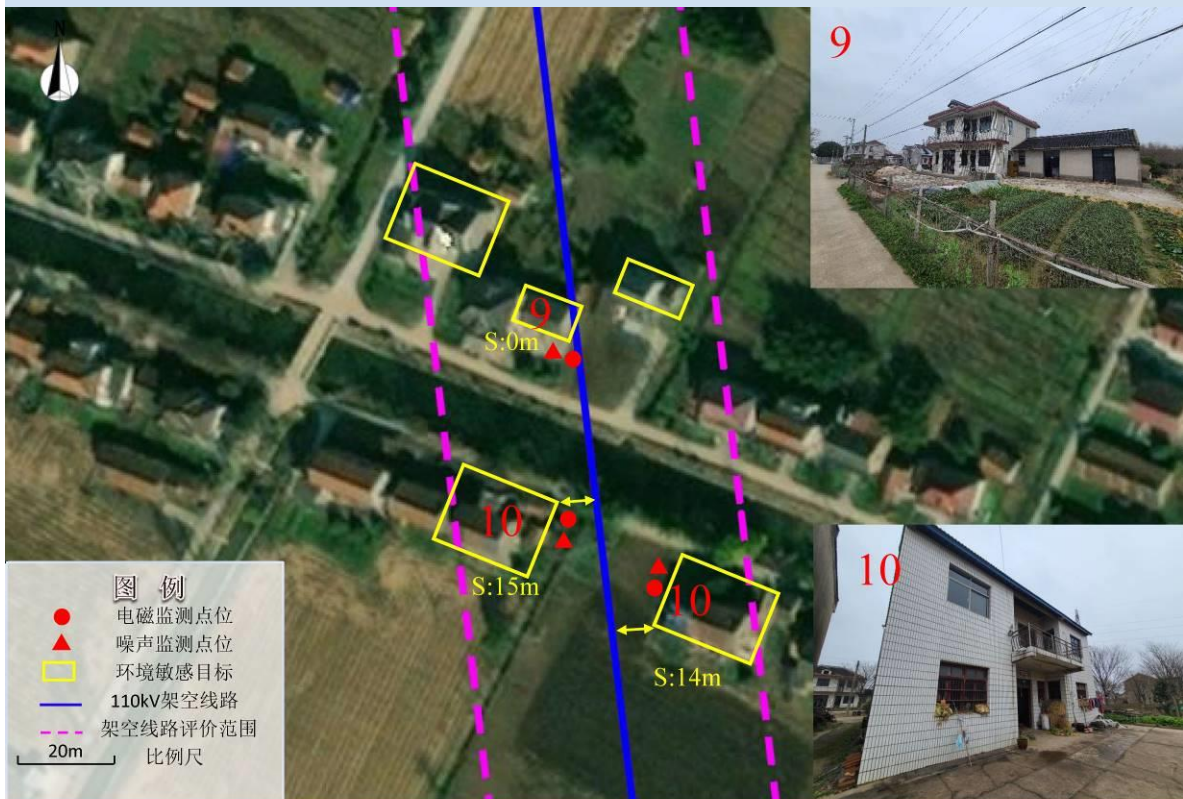 N
9
9
S:0m
10
S:15m
10
S:14m
10
图 例
电磁监测点位
噪声监测点位
环境敏感目标
110kV架空线路
架空线路评价范围
20m
比例尺